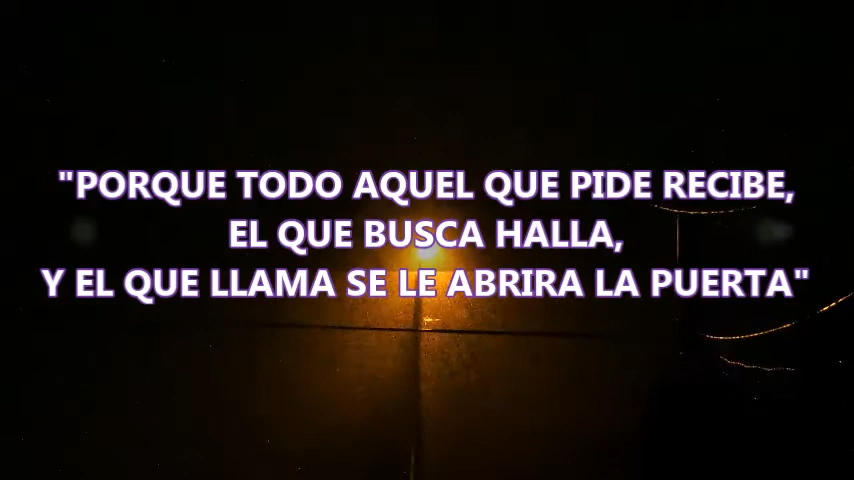 "PORQUE TODO AQUEL QUE PIDE RECIBE,
EL QUE BUSCA HALLA,
Y EL QUE LLAMA SE LE ABRIRA LA PUERTA"